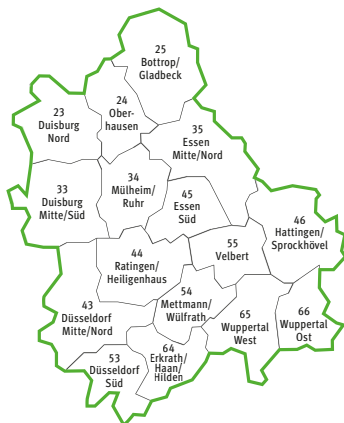 25
Bottrop/
Gladbeck
23
Duisburg
Nord
24
Ober-
hausen
35
Essen
Mitte/Nord
33
Duisburg
Mitte/Süd
34
Mülheim/
Ruhr
45
Essen
Süd
46
Hattingen/
Sprockhövel
44
Ratingen/
Heiligenhaus
55
Velbert
43
Düsseldorf
Mitte/Nord
54
Mettmann/
Wülfrath
65
Wuppertal
West
66
Wuppertal
Ost
53
Düsseldorf
Süd
64
Erkrath/
Haan/
Hilden